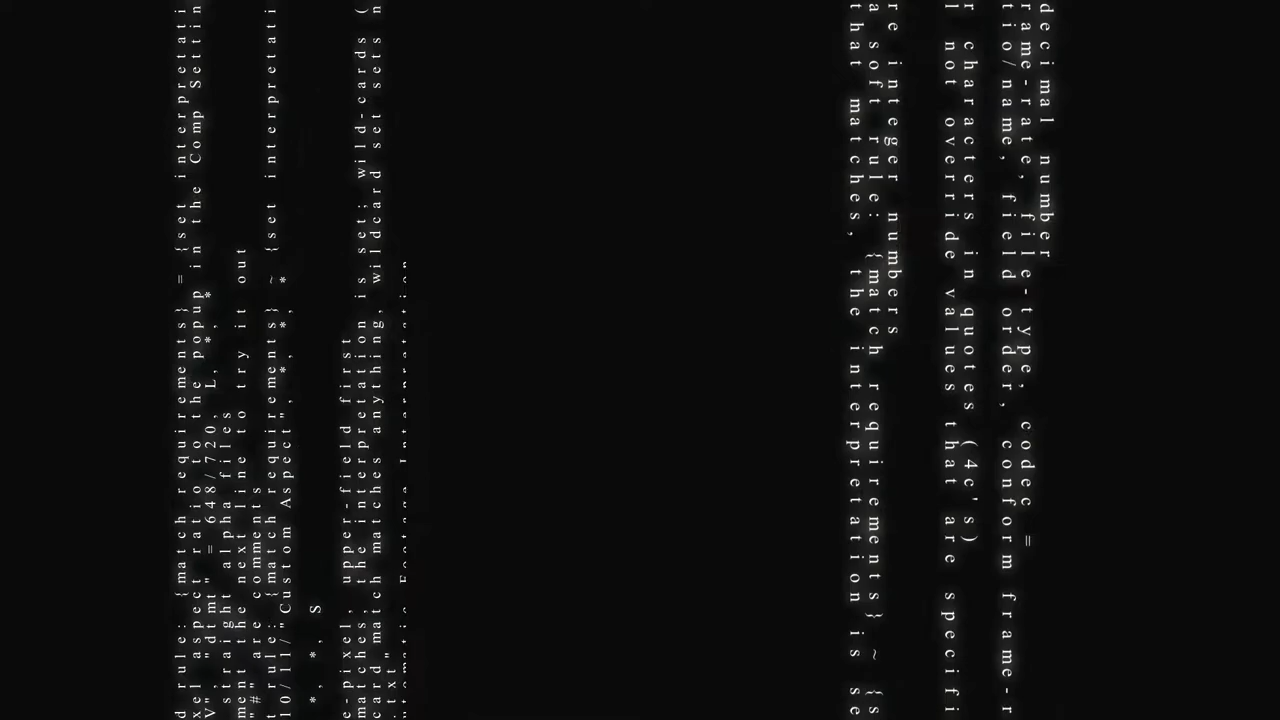 d rule: {match requirements} = {set interpretati
xel aspect ratio to the popup in the Comp Settin
V", "dtmt" = 648/720, L, *, *
straight alpha files
ment the next line to try it out
"#" are comments
t rule: {match requirements} ~ {set interpretati
10/11/"Custom Aspect", *, *, *
*, *, S
e-pixel, upper-field first
matches, the interpretation is set; wild-cards (
card match matches anything, wildcard set sets n
.txt"
decimal number
rame-rate, file-type, codec =
tio/name, field order, conform frame-r
r characters in quotes (4c's)
l not override values that are specifi
re integer numbers
a soft rule: {match requirements} ~ {s
that matches, the interpretation is se